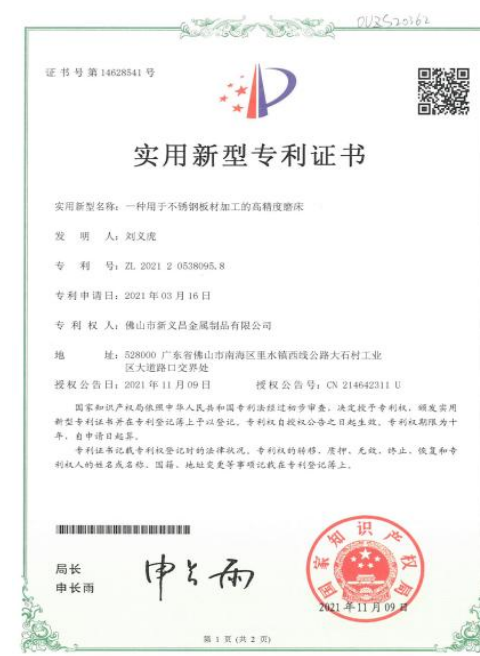 OU3S20362
证书号第14628541号
实用新型专利证书
实用新型名称：一种用于不锈钢板材加工的高精度磨床
发明人：刘义虎
专利号：ZL 2021 2 0538095.8
专利申请日：2021年03月16日
专利权人：佛山市新义昌金属制品有限公司
地址：528000 广东省佛山市南海区里水镇西线公路大石村工业
区大道路口交界处
授权公告日：2021年11月09日 授权公告号：CN 214642311 U
国家知识产权局依照中华人民共和国专利法经过初步审查，决定授予专利权，颁发实用
新型专利证书并在专利登记簿上予以登记。专利权自授权公告之日起生效。专利权期限为十
年，自申请日起算。
专利证书记载专利权登记时的法律状况。专利权的转移、质押、无效、终止、恢复和专
利权人的姓名或名称、国籍、地址变更等事项记载在专利登记簿上。
局长
申长雨
申长雨
国家知识产权局
2021年11月09日
第 1 页 (共 2 页)